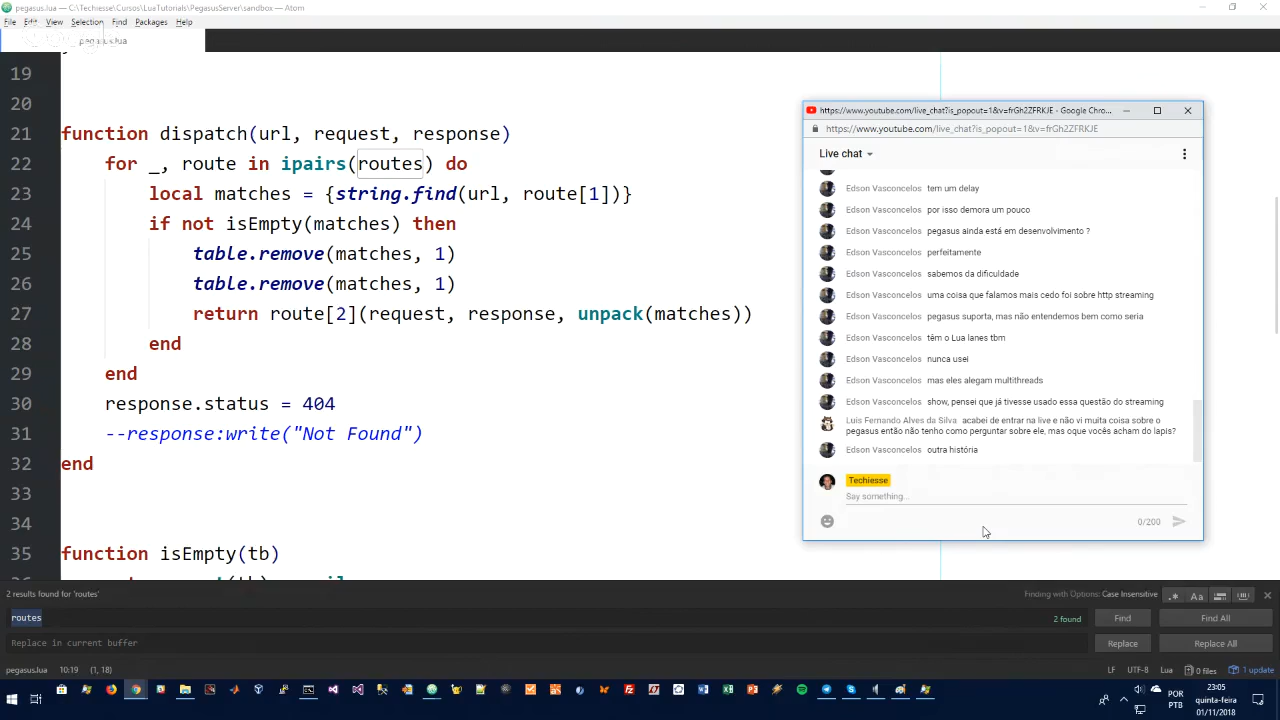 pegasus.lua — C:\Techiesse\Cursos\LuaTutorials\PegasusServer\sandbox — Atom
File Edit View Selection Find Packages Help
pegasus.lua
19
20
21 function dispatch(url, request, response)
22 for _, route in ipairs(routes) do
23 local matches = {string.find(url, route[1])}
24 if not isEmpty(matches) then
25 table.remove(matches, 1)
26 table.remove(matches, 1)
27 return route[2](request, response, unpack(matches))
28 end
29 end
30 response.status = 404
31 --response:write("Not Found")
32 end
33
34
35 function isEmpty(tb)
https://www.youtube.com/live_chat?is_popout=1&v=frGh2ZFRKJE - Google Chro...
https://www.youtube.com/live_chat?is_popout=1&v=frGh2ZFRKJE
Live chat
Edson Vasconcelos tem um delay
Edson Vasconcelos por isso demora um pouco
Edson Vasconcelos pegasus ainda está em desenvolvimento ?
Edson Vasconcelos perfeitamente
Edson Vasconcelos sabemos da dificuldade
Edson Vasconcelos uma coisa que falamos mais cedo foi sobre http streaming
Edson Vasconcelos pegasus suporta, mas não entendemos bem como seria
Edson Vasconcelos têm o Lua lanes tbm
Edson Vasconcelos nunca usei
Edson Vasconcelos mas eles alegam multithreads
Edson Vasconcelos show, pensei que já tivesse usado essa questão do streaming
Luis Fernando Alves da Silva acabei de entrar na live e não vi muita coisa sobre o
pegasus então não tenho como perguntar sobre ele, mas oque vocês acham do lapis?
Edson Vasconcelos outra história
Techiesse
Say something...
0/200
2 results found for 'routes'
Finding with Options: Case Insensitive
.* Aa
routes
2 found
Find
Find All
Replace in current buffer
Replace
Replace All
pegasus.lua 10:19 (1, 18)
LF UTF-8 Lua 0 files 1 update
POR
PTB
23:05
quinta-feira
01/11/2018